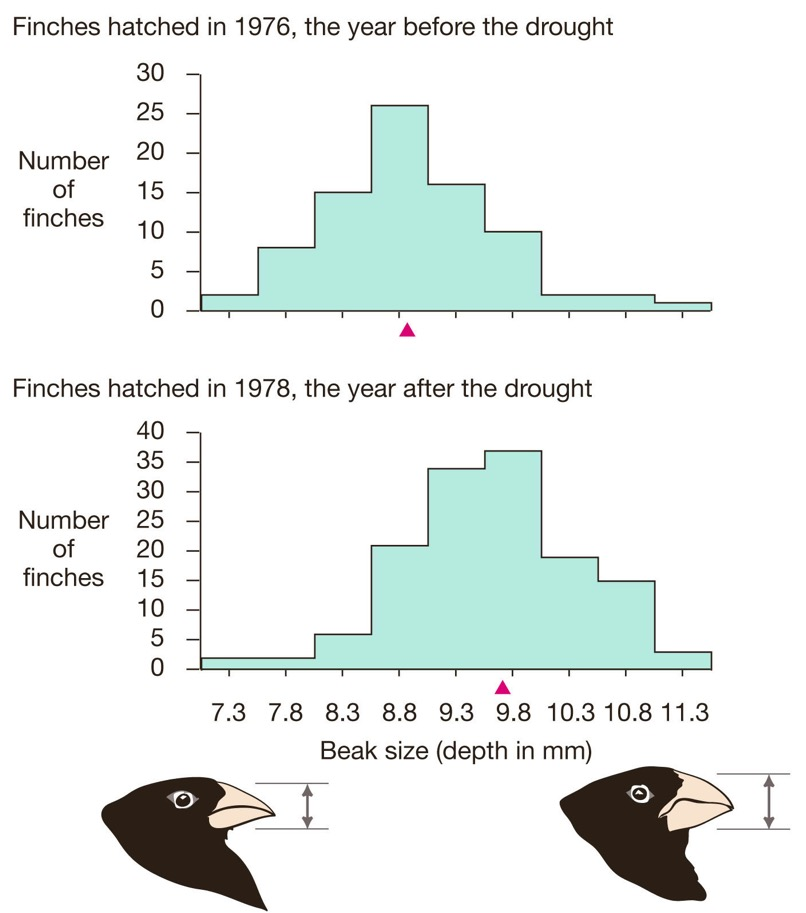 Finches hatched in 1976, the year before the drought
30
25
20
15
10
5
0
Number
of
finches
Finches hatched in 1978, the year after the drought
40
35
30
25
20
15
10
5
0
Number
of
finches
7.3 7.8 8.3 8.8 9.3 9.8 10.3 10.8 11.3
Beak size (depth in mm)